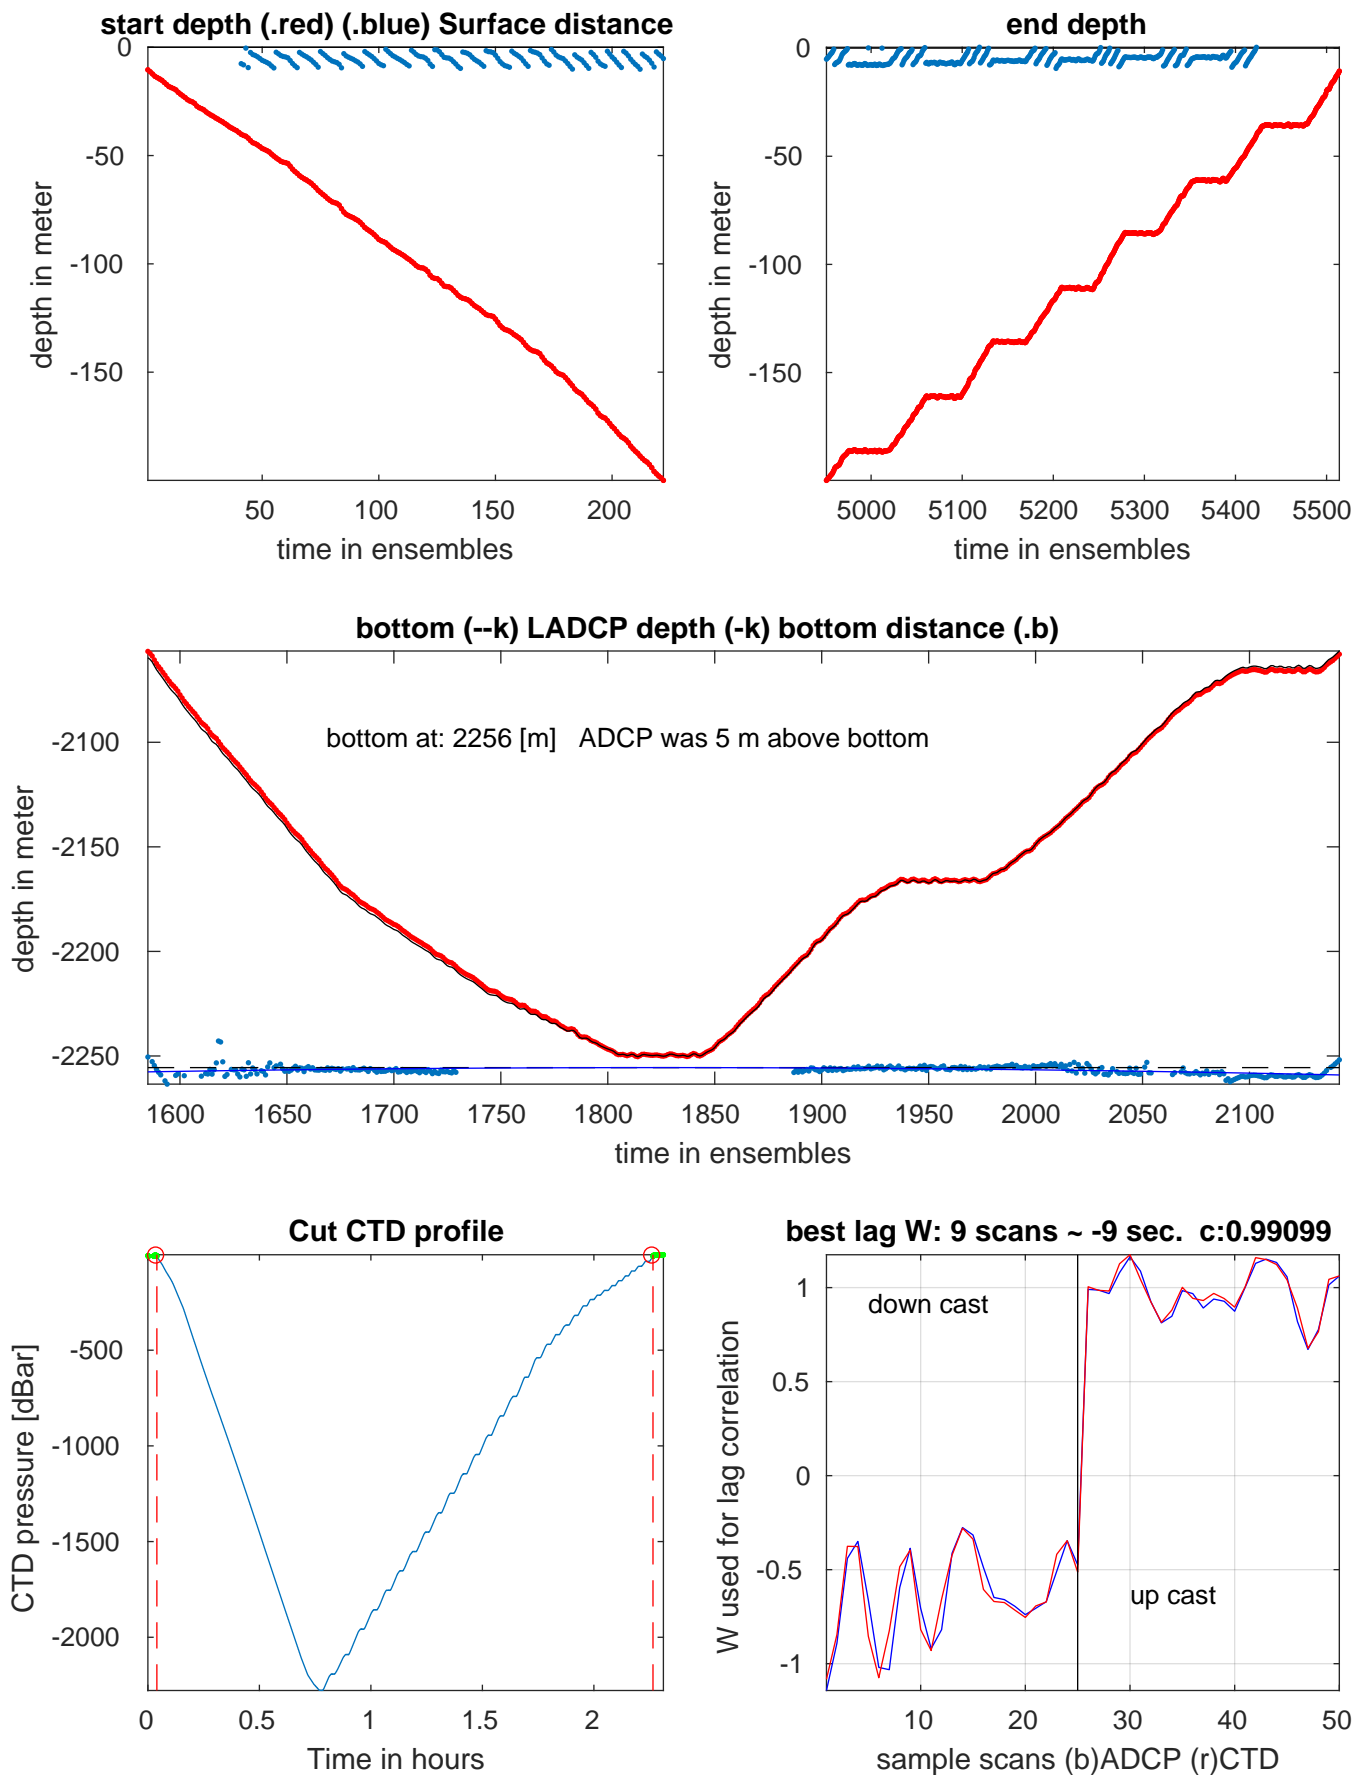 start depth (.red) (.blue) Surface distance
0
-50
-100
-150
depth in meter
50
100
150
200
time in ensembles
end depth
0
-50
-100
-150
depth in meter
5000
5100
5200
5300
5400
5500
time in ensembles
bottom (--k) LADCP depth (-k) bottom distance (.b)
bottom at: 2256 [m]   ADCP was 5 m above bottom
-2100
-2150
-2200
-2250
depth in meter
1600
1650
1700
1750
1800
1850
1900
1950
2000
2050
2100
time in ensembles
Cut CTD profile
-500
-1000
-1500
-2000
CTD pressure [dBar]
0
0.5
1
1.5
2
Time in hours
best lag W: 9 scans ~ -9 sec.  c:0.99099
down cast
up cast
1
0.5
0
-0.5
-1
W used for lag correlation
10
20
30
40
50
sample scans (b)ADCP (r)CTD